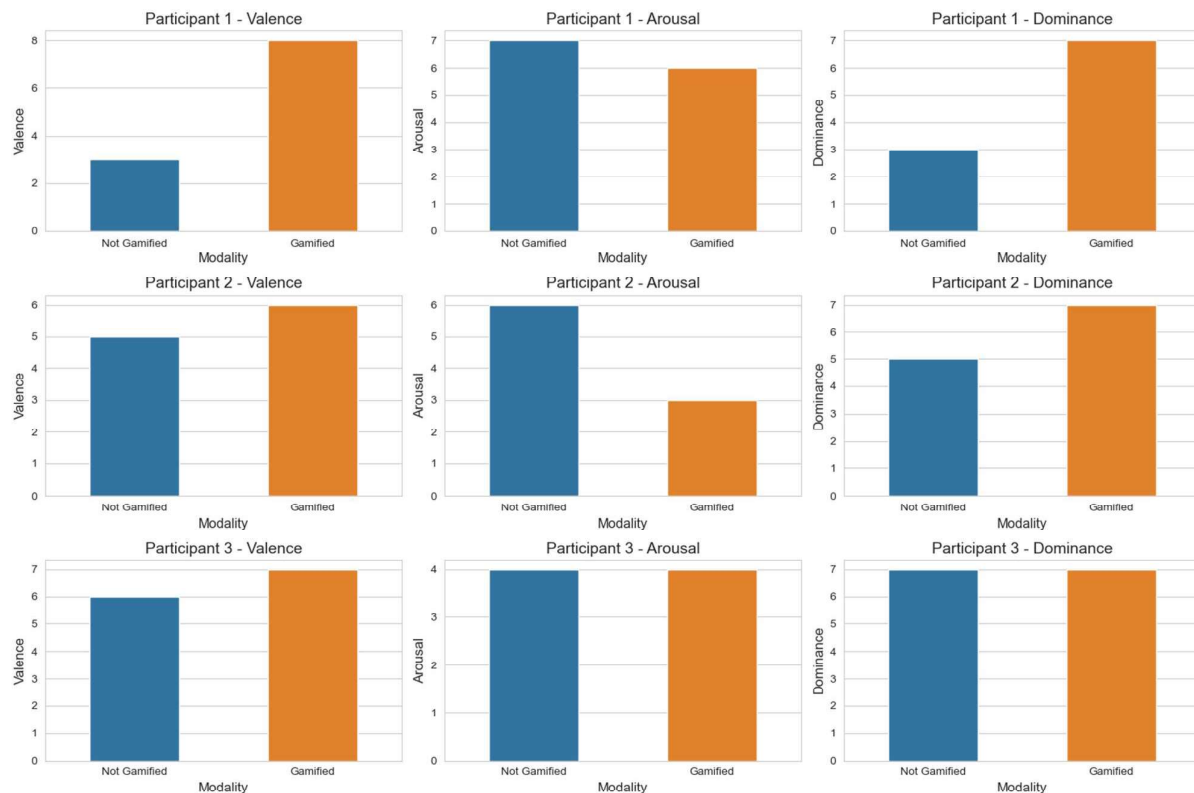 Participant 1 - Valence
Valence
8
6
4
2
0
Not Gamified Gamified
Modality
Participant 1 - Arousal
Arousal
7
6
5
4
3
2
1
0
Not Gamified Gamified
Modality
Participant 1 - Dominance
Dominance
7
6
5
4
3
2
1
0
Not Gamified Gamified
Modality
Participant 2 - Valence
Valence
6
5
4
3
2
1
0
Not Gamified Gamified
Modality
Participant 2 - Arousal
Arousal
6
5
4
3
2
1
0
Not Gamified Gamified
Modality
Participant 2 - Dominance
Dominance
7
6
5
4
3
2
1
0
Not Gamified Gamified
Modality
Participant 3 - Valence
Valence
7
6
5
4
3
2
1
0
Not Gamified Gamified
Modality
Participant 3 - Arousal
Arousal
4
3
2
1
0
Not Gamified Gamified
Modality
Participant 3 - Dominance
Dominance
7
6
5
4
3
2
1
0
Not Gamified Gamified
Modality